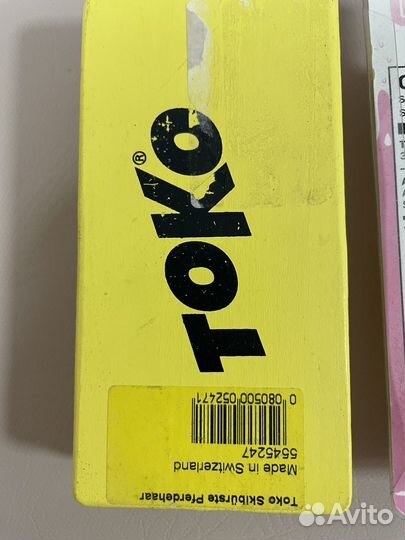 TOKO®
Toko Skibürste Pferdehaar
Made in Switzerland
5545247
0 080500 052471
Avito